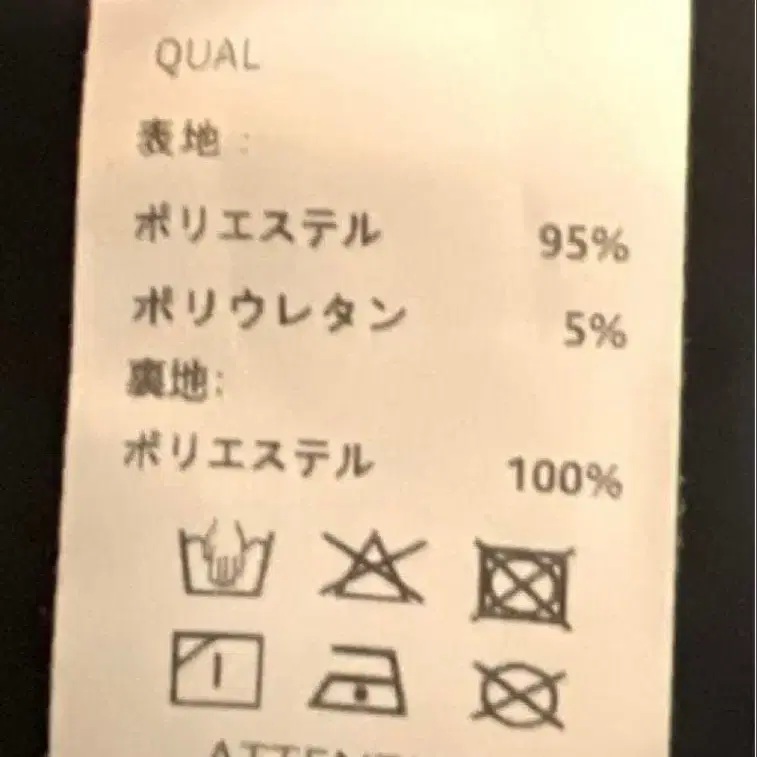 QUAL
表地:
ポリエステル 95%
ポリウレタン 5%
裏地:
ポリエステル 100%